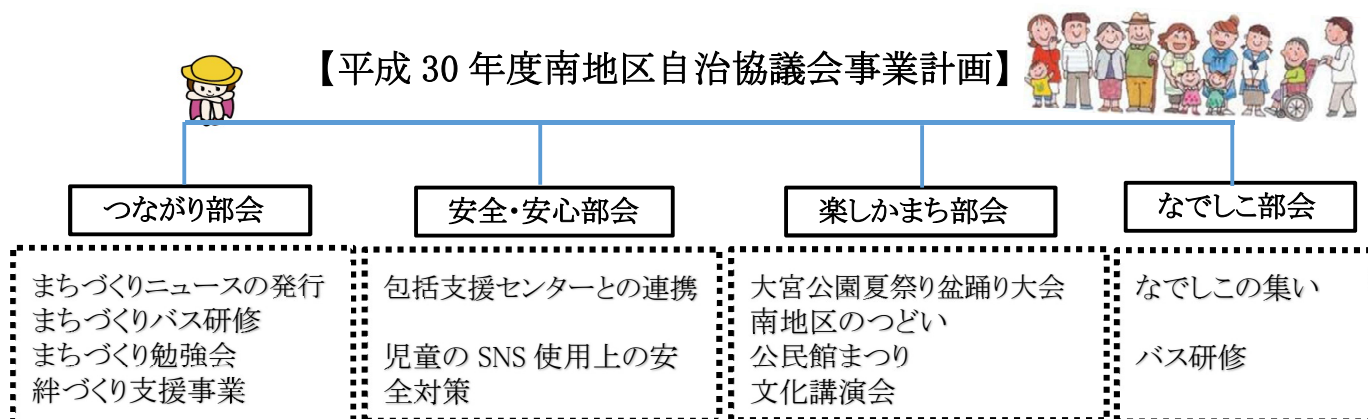 【平成 30 年度南地区自治協議会事業計画】
つながり部会
まちづくりニュースの発行
まちづくりバス研修
まちづくり勉強会
絆づくり支援事業
安全・安心部会
包括支援センターとの連携
児童の SNS 使用上の安
全対策
楽しかまち部会
大宮公園夏祭り盆踊り大会
南地区のつどい
公民館まつり
文化講演会
なでしこ部会
なでしこの集い
バス研修